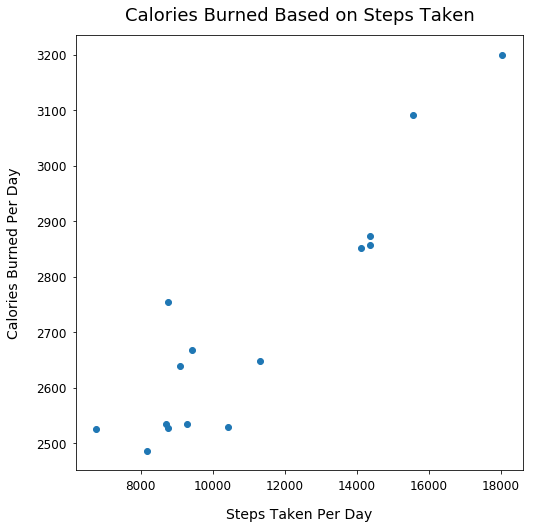 Calories Burned Based on Steps Taken
3200
3100
3000
2900
2800
2700
2600
2500
Calories Burned Per Day
8000 10000 12000 14000 16000 18000
Steps Taken Per Day